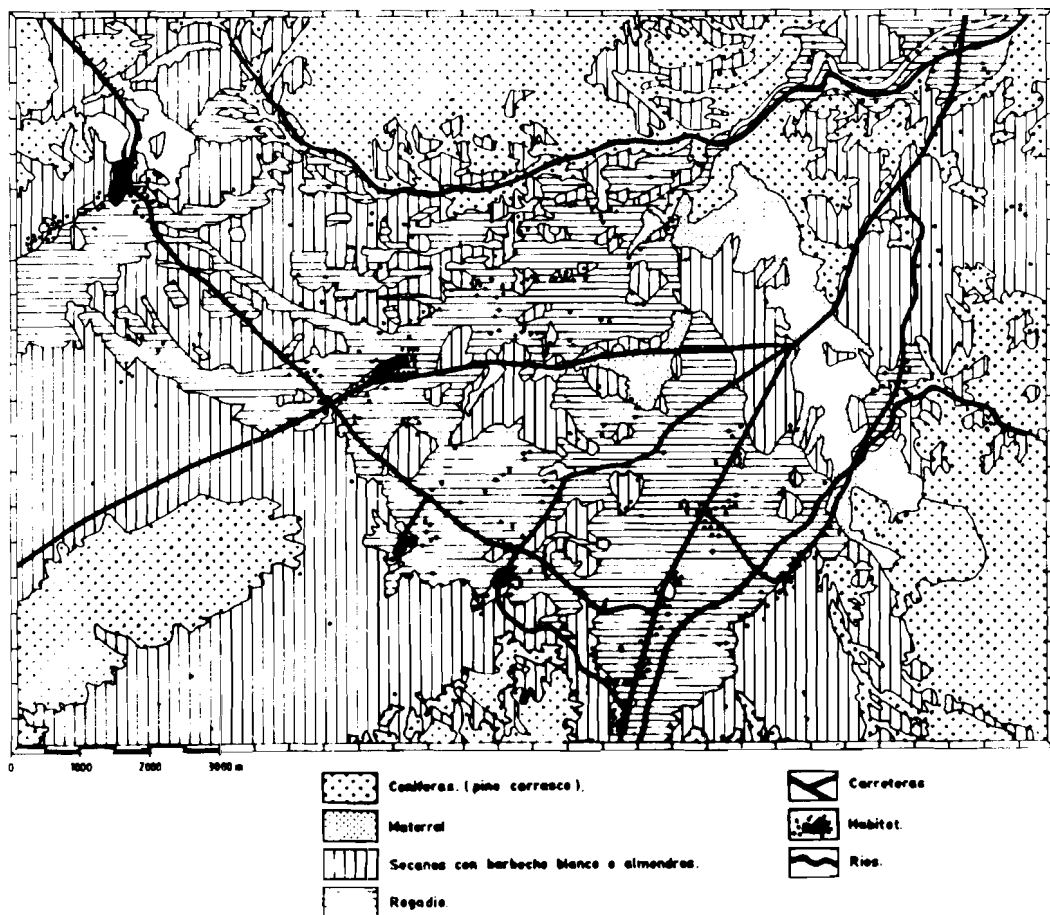 0 1000 2000 3000 m
Coníferas. (pino carrasco).
Matorral
Secanos con barbecho blanco o almendros.
Regadío.
Carreteras
Habitat.
Ríos.